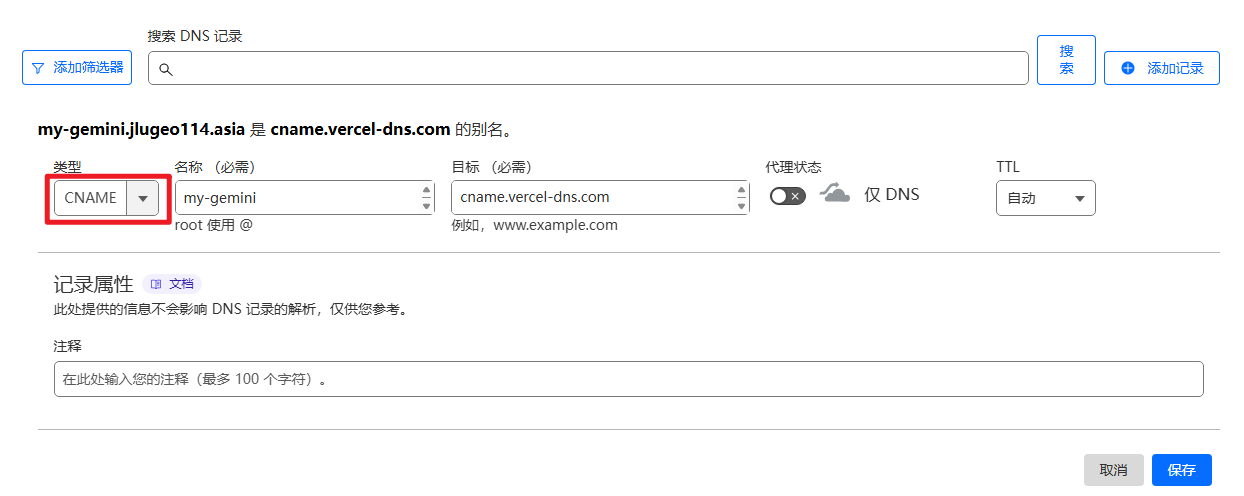 搜索 DNS 记录
添加筛选器
搜
索
添加记录
my-gemini.jlugeo114.asia 是 cname.vercel-dns.com 的别名。
类型 名称 （必需） 目标 （必需） 代理状态 TTL
CNAME my-gemini cname.vercel-dns.com 仅 DNS 自动
root 使用 @ 例如，www.example.com
记录属性 文档
此处提供的信息不会影响 DNS 记录的解析，仅供您参考。
注释
在此处输入您的注释（最多 100 个字符）。
取消 保存